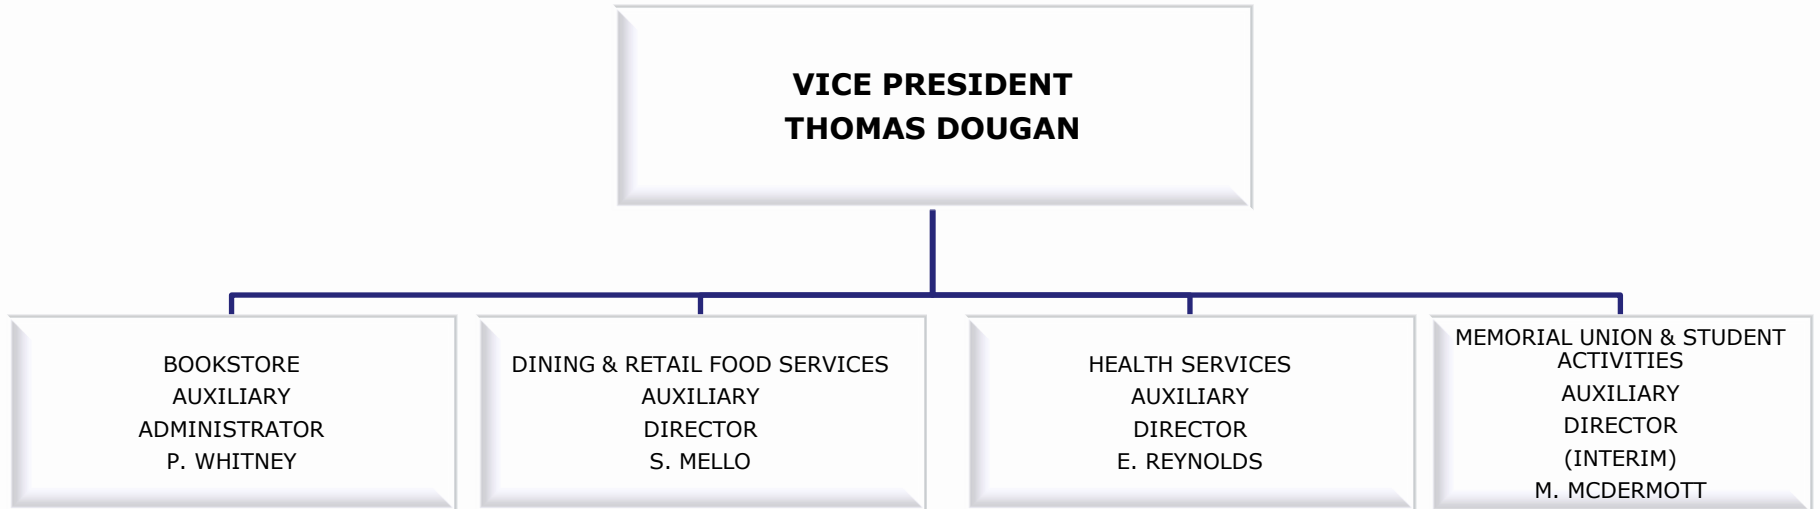 VICE PRESIDENT
THOMAS DOUGAN
BOOKSTORE
AUXILIARY
ADMINISTRATOR
P. WHITNEY
DINING & RETAIL FOOD SERVICES
AUXILIARY
DIRECTOR
S. MELLO
HEALTH SERVICES
AUXILIARY
DIRECTOR
E. REYNOLDS
MEMORIAL UNION & STUDENT
ACTIVITIES
AUXILIARY
DIRECTOR
(INTERIM)
M. MCDERMOTT